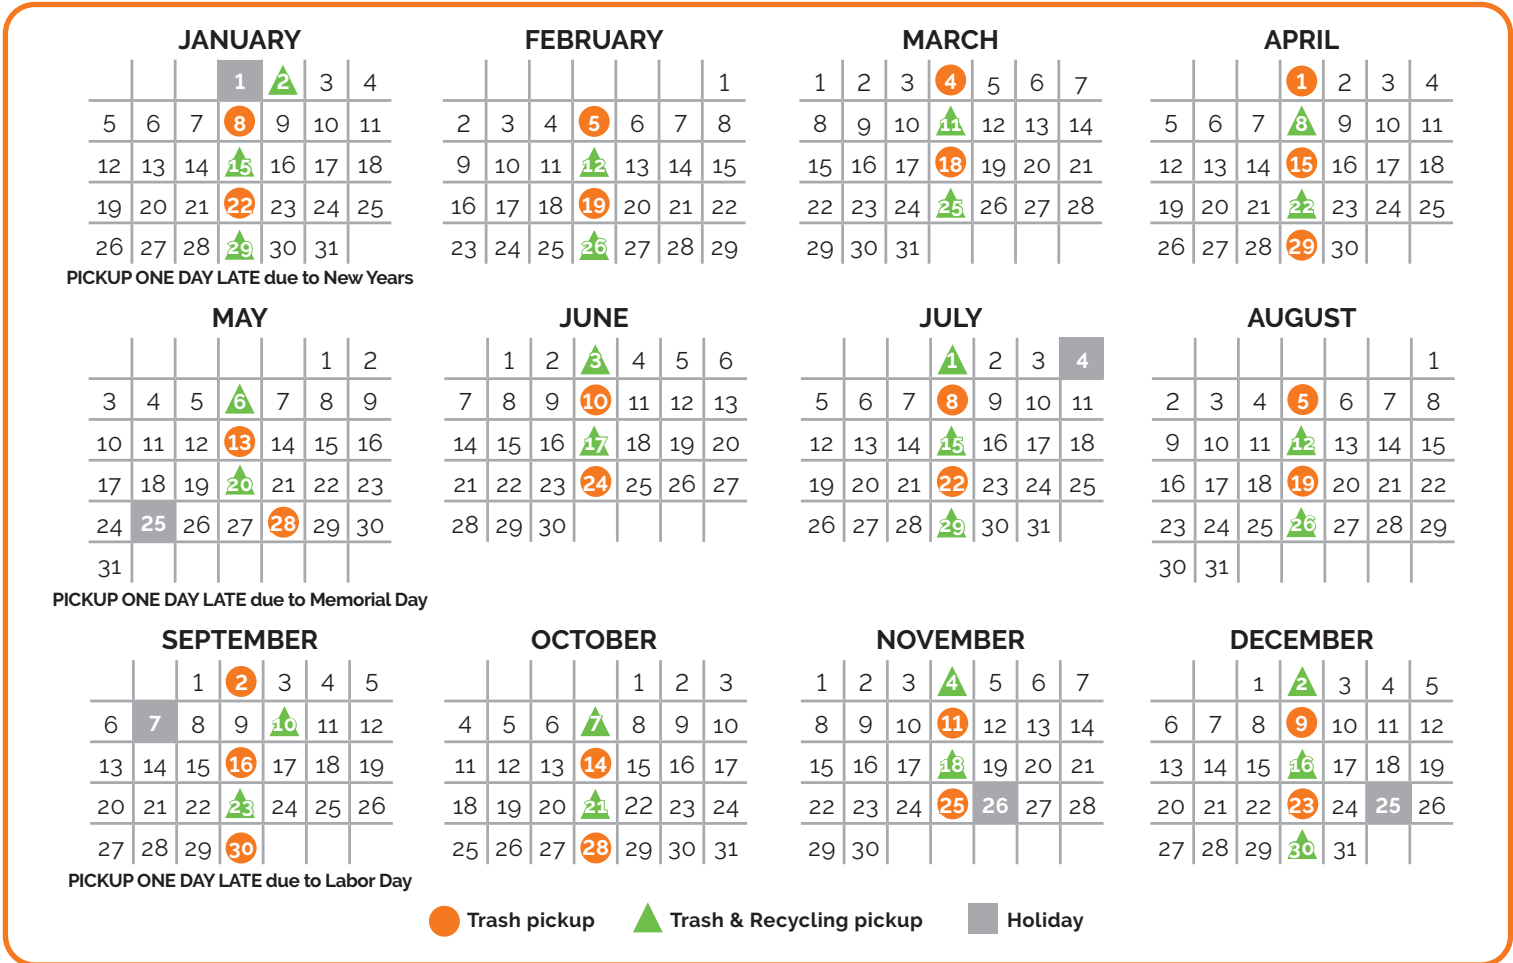 JANUARY FEBRUARY MARCH APRIL
1 2 3 4
5 6 7 8 9 10 11
12 13 14 15 16 17 18
19 20 21 22 23 24 25
26 27 28 29 30 31
PICKUP ONE DAY LATE due to New Years
1
2 3 4 5 6 7 8
9 10 11 12 13 14 15
16 17 18 19 20 21 22
23 24 25 26 27 28 29
1 2 3 4 5 6 7
8 9 10 11 12 13 14
15 16 17 18 19 20 21
22 23 24 25 26 27 28
29 30 31
1 2 3 4
5 6 7 8 9 10 11
12 13 14 15 16 17 18
19 20 21 22 23 24 25
26 27 28 29 30
MAY JUNE JULY AUGUST
1 2
3 4 5 6 7 8 9
10 11 12 13 14 15 16
17 18 19 20 21 22 23
24 25 26 27 28 29 30
31
PICKUP ONE DAY LATE due to Memorial Day
1 2 3 4 5 6
7 8 9 10 11 12 13
14 15 16 17 18 19 20
21 22 23 24 25 26 27
28 29 30
1 2 3 4
5 6 7 8 9 10 11
12 13 14 15 16 17 18
19 20 21 22 23 24 25
26 27 28 29 30 31
1
2 3 4 5 6 7 8
9 10 11 12 13 14 15
16 17 18 19 20 21 22
23 24 25 26 27 28 29
30 31
SEPTEMBER OCTOBER NOVEMBER DECEMBER
1 2 3 4 5
6 7 8 9 10 11 12
13 14 15 16 17 18 19
20 21 22 23 24 25 26
27 28 29 30
PICKUP ONE DAY LATE due to Labor Day
1 2 3
4 5 6 7 8 9 10
11 12 13 14 15 16 17
18 19 20 21 22 23 24
25 26 27 28 29 30 31
1 2 3 4 5 6 7
8 9 10 11 12 13 14
15 16 17 18 19 20 21
22 23 24 25 26 27 28
29 30
1 2 3 4 5
6 7 8 9 10 11 12
13 14 15 16 17 18 19
20 21 22 23 24 25 26
27 28 29 30 31
Trash pickup Trash & Recycling pickup Holiday